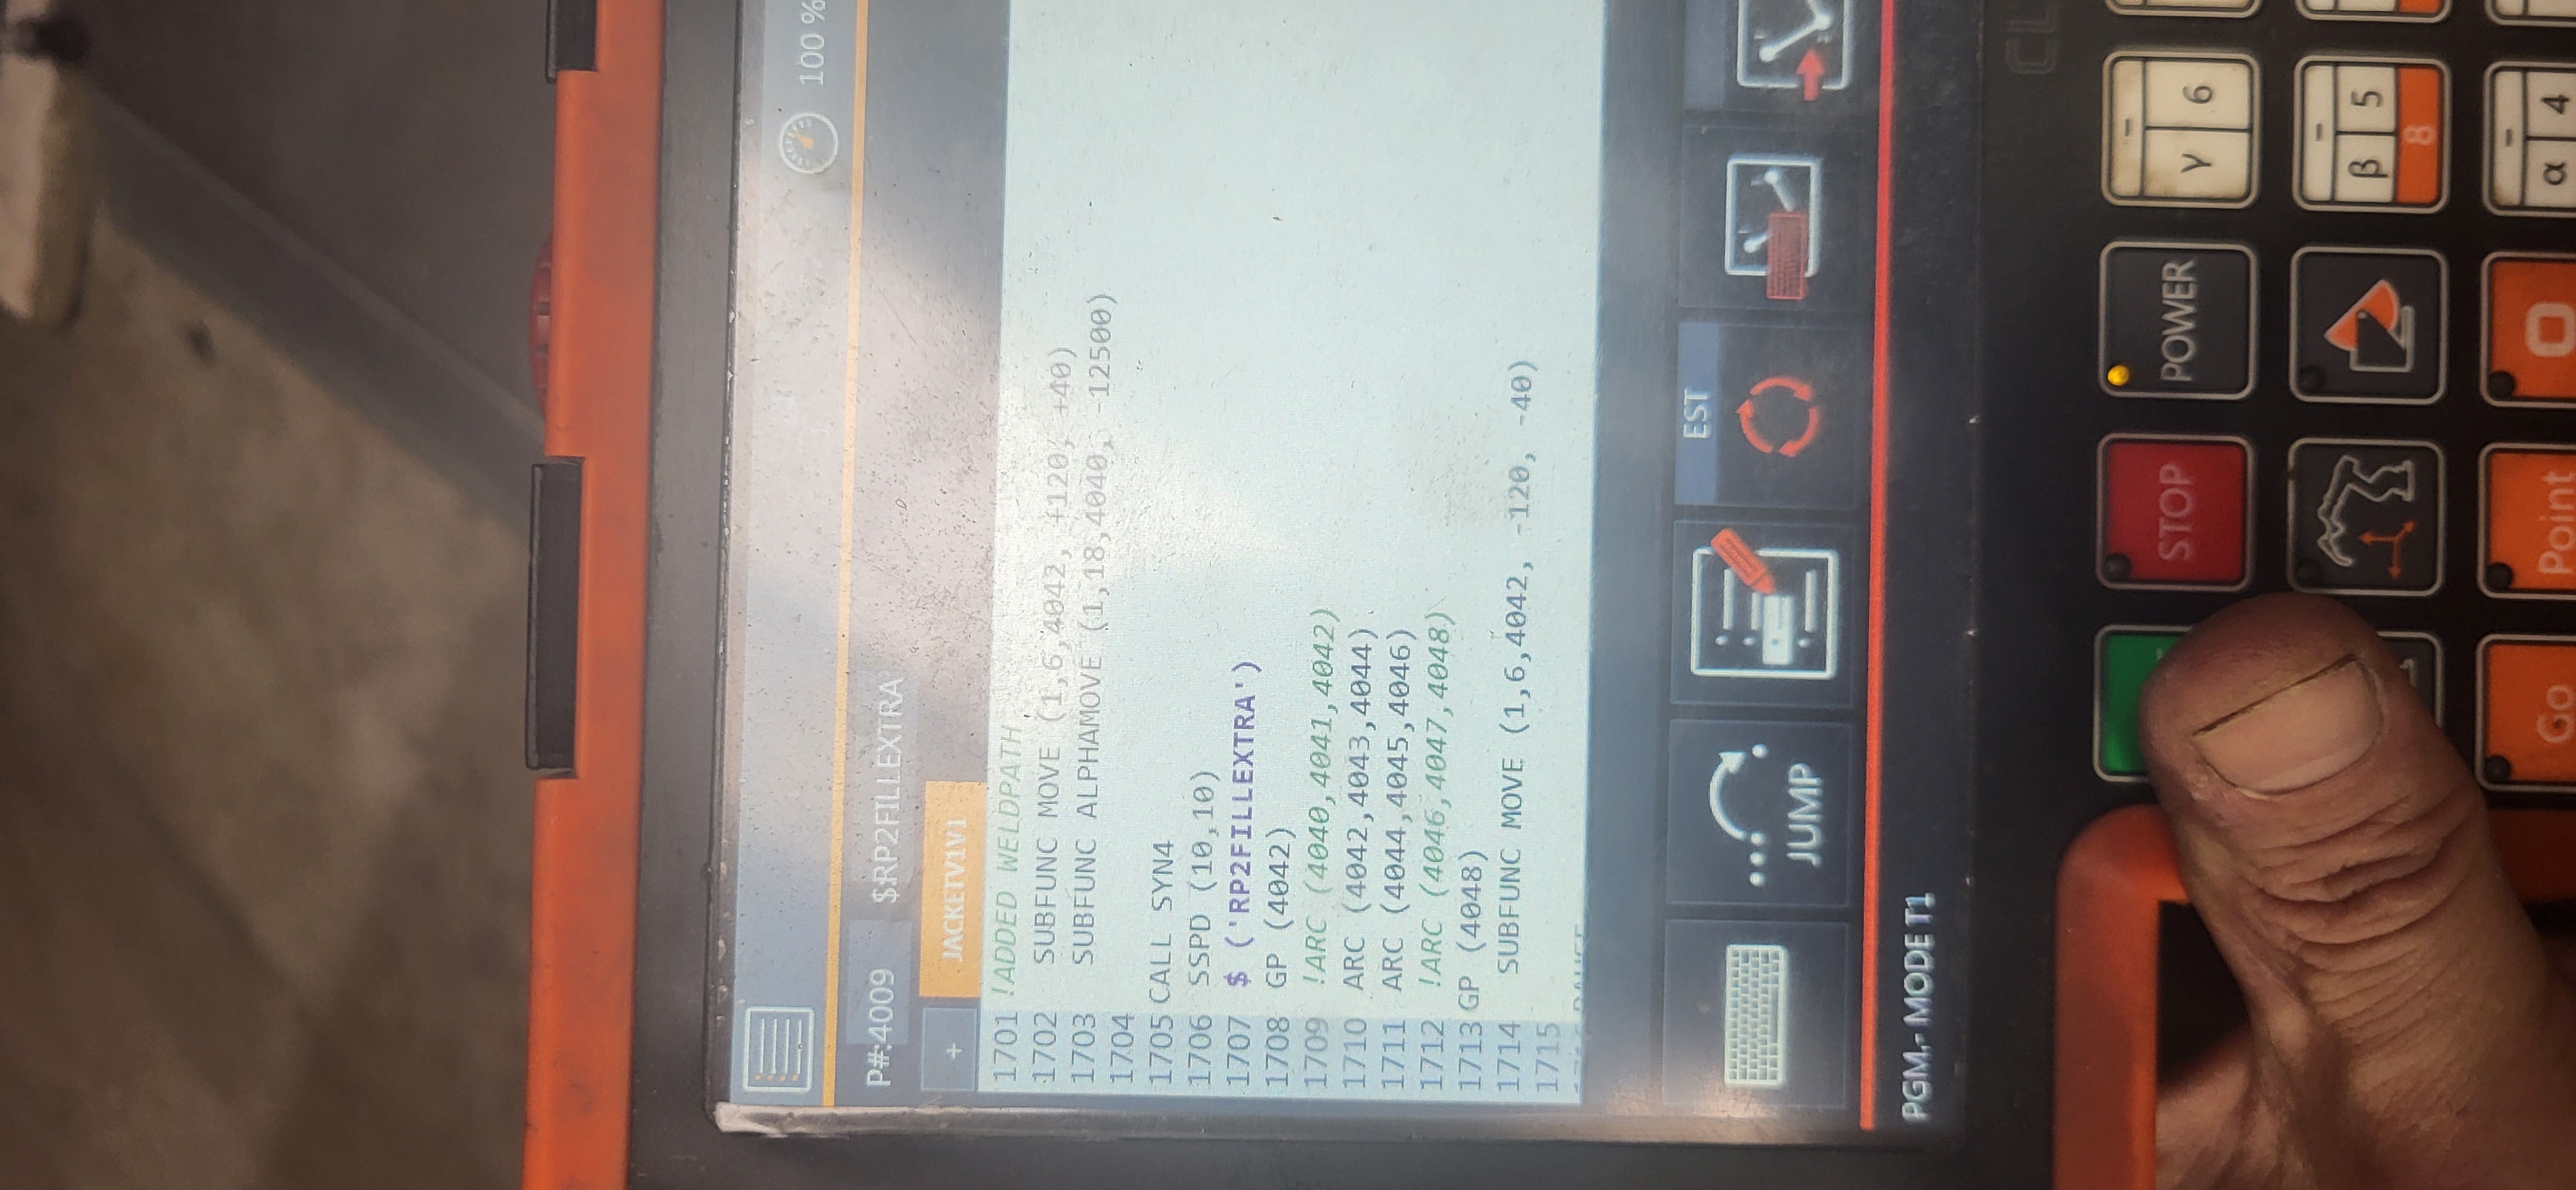 100 %
P#:4009 $:RP2FILLEXTRA
+ JACKETV1V1
1701 !ADDED WELDPATH
1702 SUBFUNC MOVE (1,6,4042, +120, +40)
1703 SUBFUNC ALPHAMOVE (1,18,4040, -12500)
1704
1705 CALL SYN4
1706 SSPD (10,10)
1707 $ ('RP2FILLEXTRA')
1708 GP (4042)
1709 !ARC (4040,4041,4042)
1710 ARC (4042,4043,4044)
1711 ARC (4044,4045,4046)
1712 !ARC (4046,4047,4048)
1713 GP (4048)
1714 SUBFUNC MOVE (1,6,4042, -120, -40)
1715
EST
JUMP
PGM,- MODE T1
CL
STOP POWER - γ 6
- β 5
8
Go Point - α 4